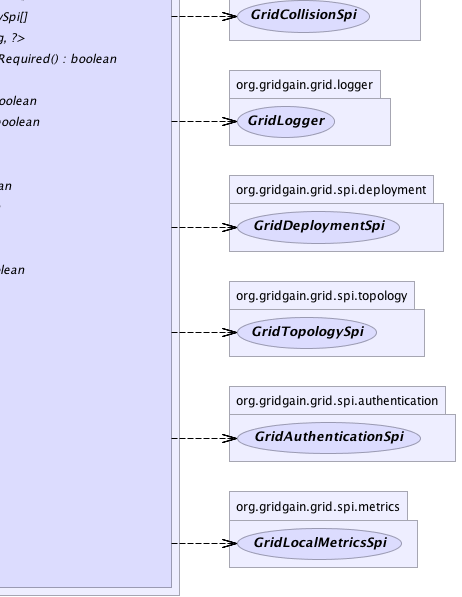 GridCollisionSpi
ySpi[]
, ?>
Required() : boolean
org.gridgain.grid.logger
oolean
GridLogger
oolean
an
org.gridgain.grid.spi.deployment
GridDeploymentSpi
lean
org.gridgain.grid.spi.topology
GridTopologySpi
org.gridgain.grid.spi.authentication
GridAuthenticationSpi
org.gridgain.grid.spi.metrics
GridLocalMetricsSpi